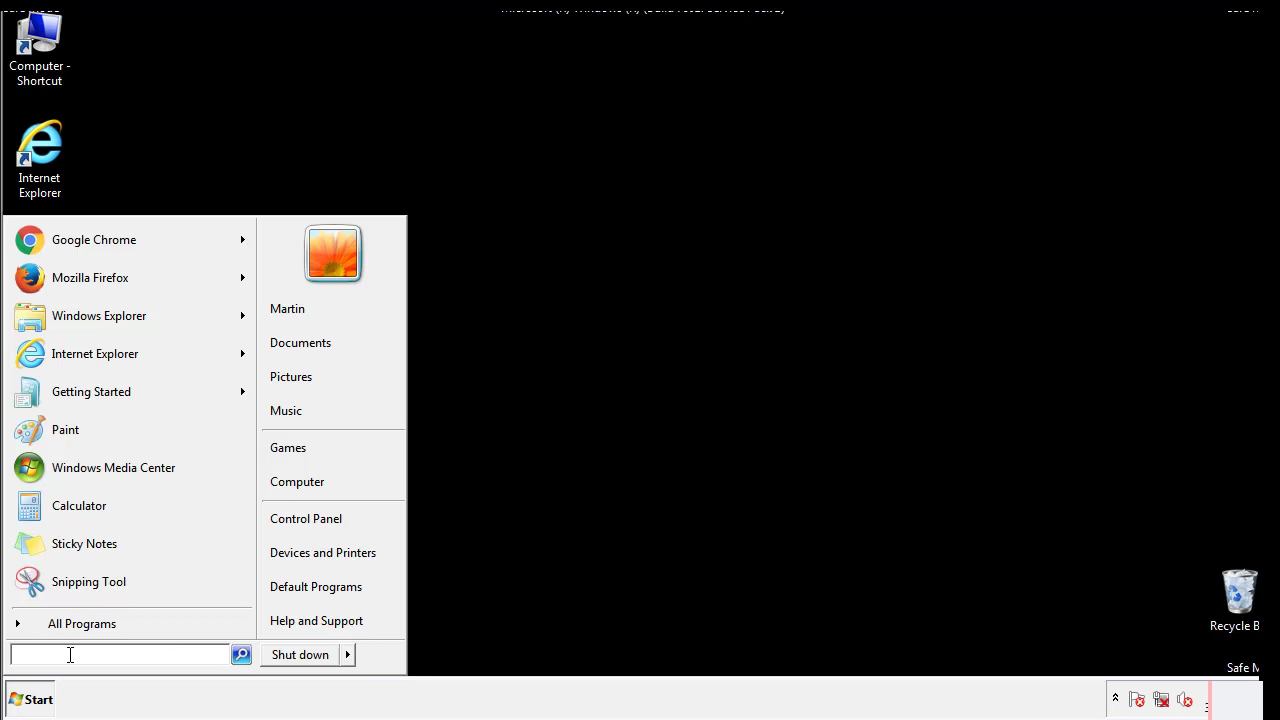 Computer -
Shortcut
Internet
Explorer
Google Chrome
Mozilla Firefox
Windows Explorer
Internet Explorer
Getting Started
Paint
Windows Media Center
Calculator
Sticky Notes
Snipping Tool
All Programs
Martin
Documents
Pictures
Music
Games
Computer
Control Panel
Devices and Printers
Default Programs
Help and Support
Shut down
Recycle B
Safe M
Start